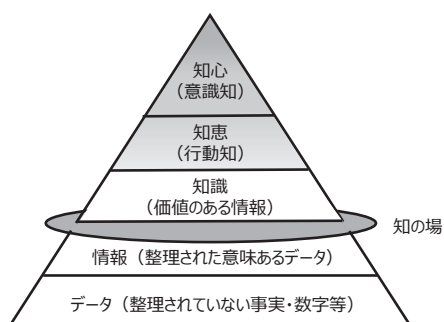 知心
（意識知）
知恵
（行動知）
知識
（価値のある情報）
知の場
情報（整理された意味あるデータ）
データ（整理されていない事実・数字等）